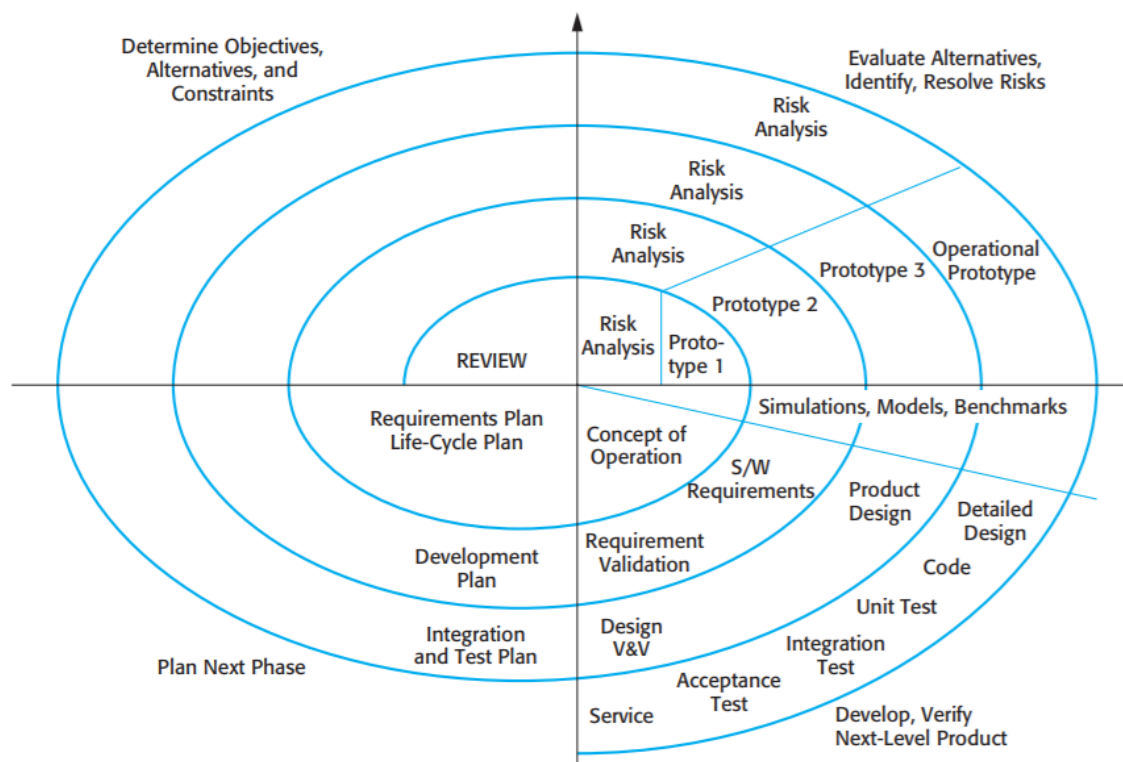 Determine Objectives,
Alternatives, and
Constraints
Evaluate Alternatives,
Identify, Resolve Risks
Risk
Analysis
Risk
Analysis
Risk
Analysis
Risk
Analysis
Proto-
type 1
Prototype 2
Prototype 3
Operational
Prototype
REVIEW
Requirements Plan
Life-Cycle Plan
Concept of
Operation
Simulations, Models, Benchmarks
S/W
Requirements
Product
Design
Detailed
Design
Development
Plan
Requirement
Validation
Code
Unit Test
Integration
and Test Plan
Design
V&V
Integration
Test
Plan Next Phase
Acceptance
Test
Service
Develop, Verify
Next-Level Product